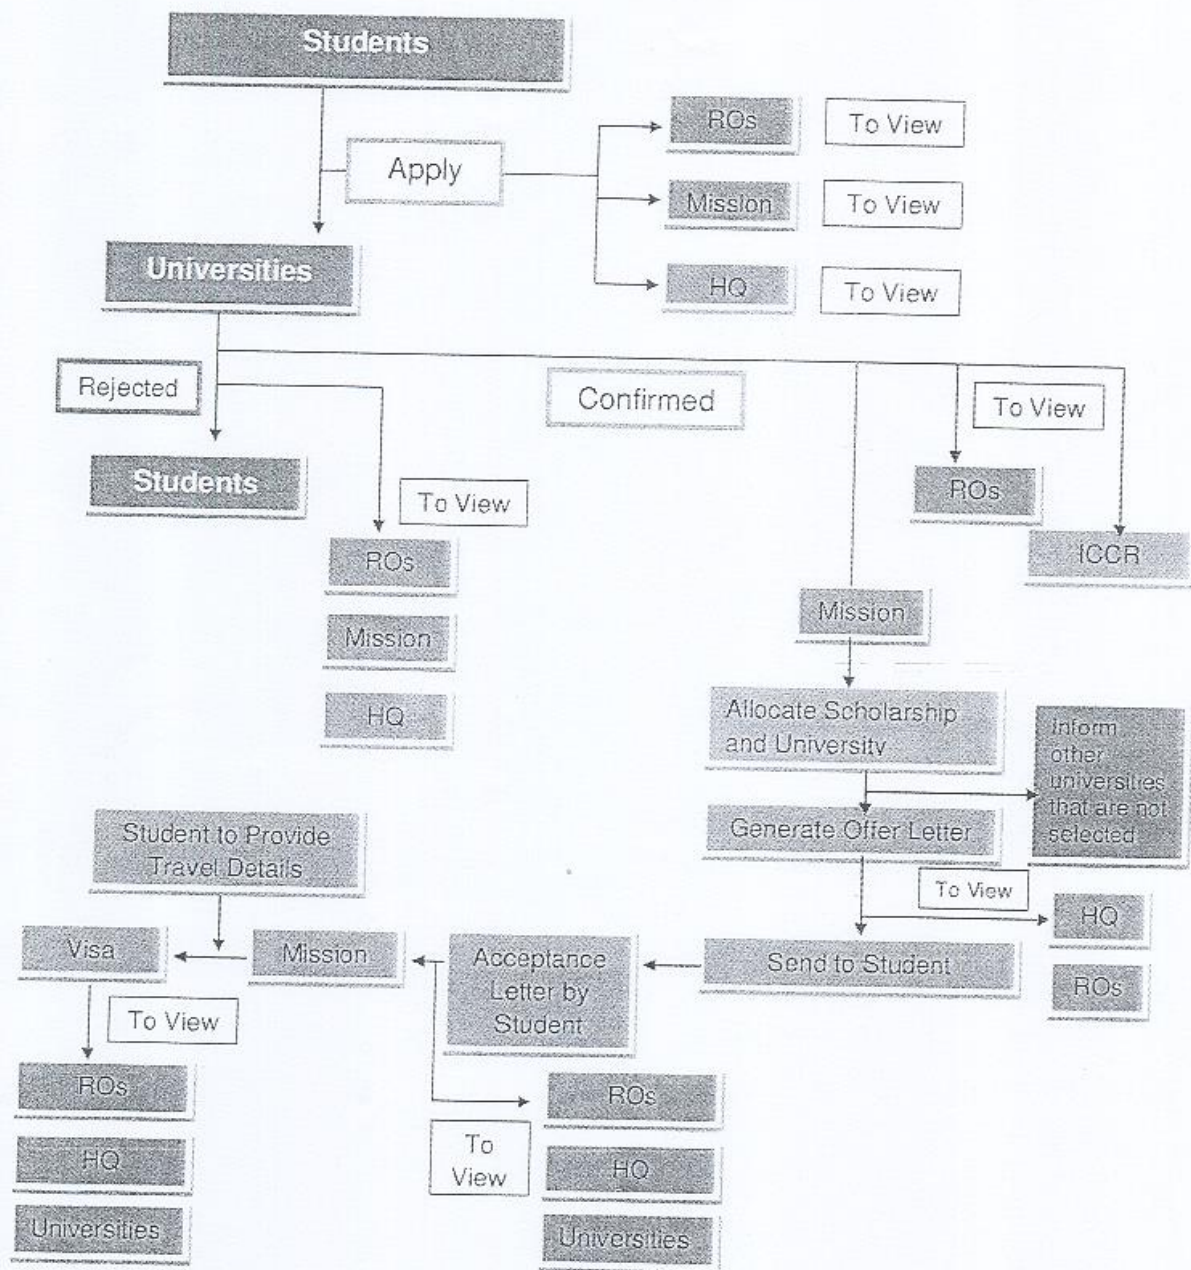 Students
Apply
ROs
To View
Mission
To View
HQ
To View
Universities
Rejected
Confirmed
To View
Students
To View
ROs
ICCR
ROs
Mission
HQ
Mission
Allocate Scholarship
and University
Inform
other
universities
that are not
selected
Generate Offer Letter
To View
HQ
ROs
Send to Student
Acceptance
Letter by
Student
Mission
Student to Provide
Travel Details
Visa
To View
ROs
HQ
Universities
To
View
ROs
HQ
Universities